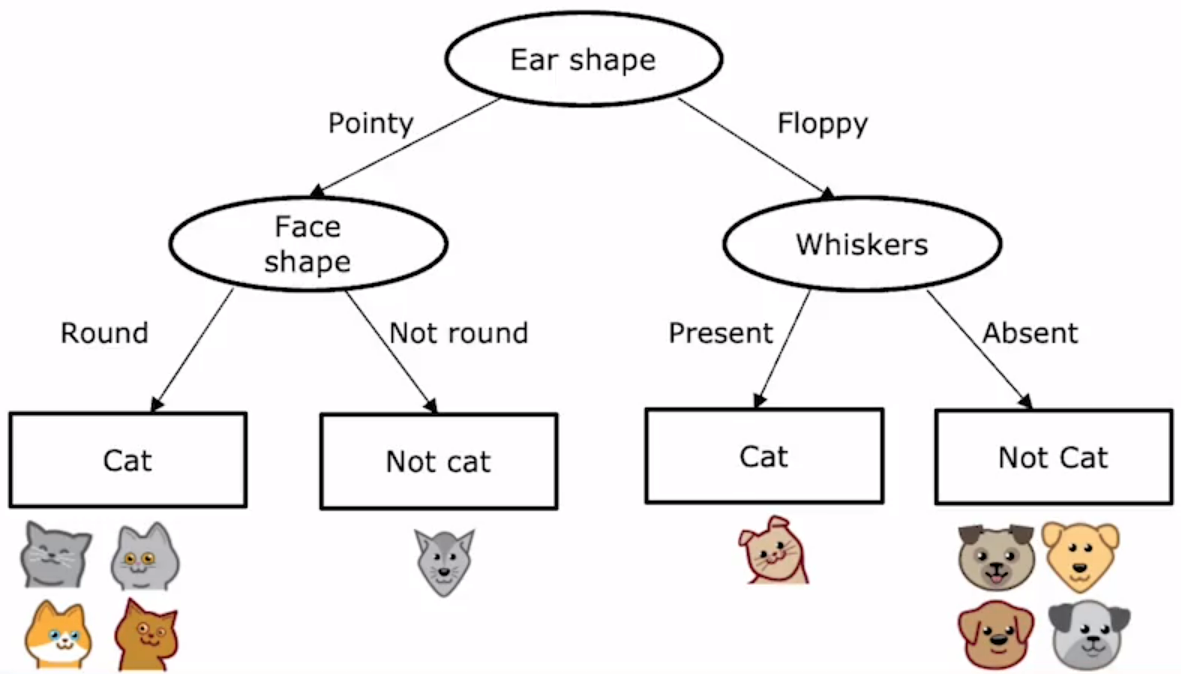 Ear shape
Pointy
Floppy
Face
shape
Whiskers
Round
Not round
Present
Absent
Cat
Not cat
Cat
Not Cat